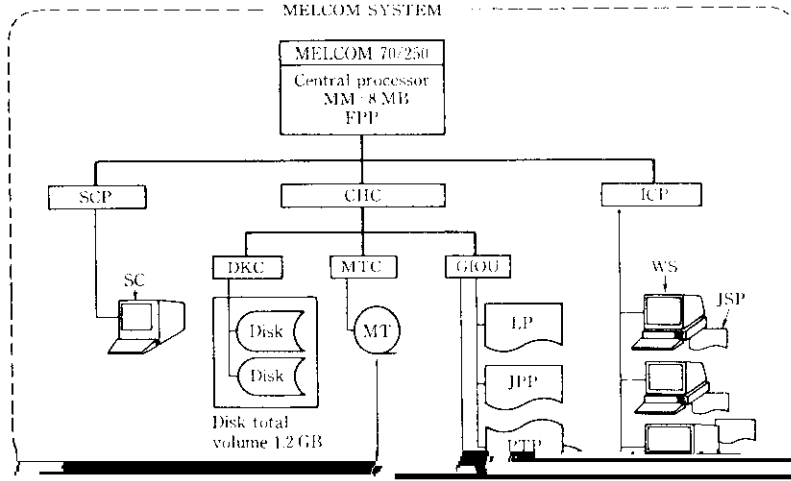 MELCOM SYSTEM
MELCOM 70/250
Central processor
MM 8 MB
FPP
SCP
CHC
ICP
DKC
MTC
GIOU
SC
WS
JSP
Disk
Disk
MT
LP
JPP
PTP
Disk total
volume 1.2 GB